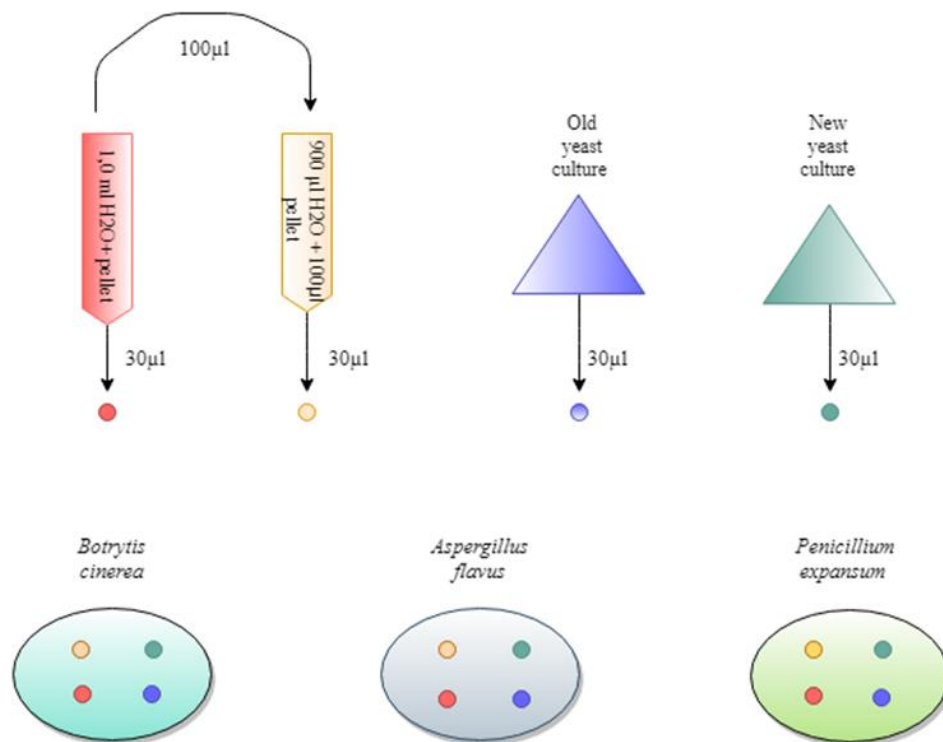 100µl
1,0 ml H2O+pellet
900 µl H2O + 100µl
pellet
Old
yeast
culture
New
yeast
culture
30µl
30µl
30µl
30µl
Botrytis
cinerea
Aspergillus
flavus
Penicillium
expansum